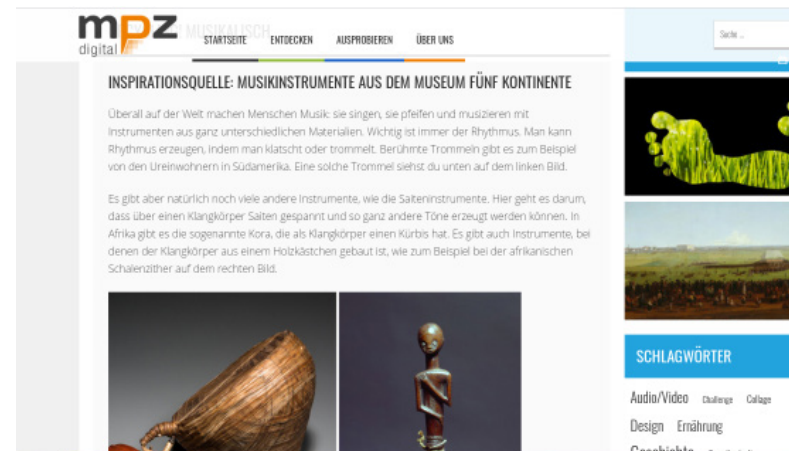 mpz
digital
MUSIKALISCH
STARTSEITE ENTDECKEN AUSPROBIEREN ÜBER UNS
Suche ...
INSPIRATIONSQUELLE: MUSIKINSTRUMENTE AUS DEM MUSEUM FÜNF KONTINENTE
Überall auf der Welt machen Menschen Musik: sie singen, sie pfeifen und musizieren mit
Instrumenten aus ganz unterschiedlichen Materialien. Wichtig ist immer der Rhythmus. Man kann
Rhythmus erzeugen, indem man klatscht oder trommelt. Berühmte Trommeln gibt es zum Beispiel
von den Ureinwohnern in Südamerika. Eine solche Trommel siehst du unten auf dem linken Bild.
Es gibt aber natürlich noch viele andere Instrumente, wie die Saiteninstrumente. Hier geht es darum,
dass über einen Klangkörper Saiten gespannt und so ganz andere Töne erzeugt werden können. In
Afrika gibt es die sogenannte Kora, die als Klangkörper einen Kürbis hat. Es gibt auch Instrumente, bei
denen der Klangkörper aus einem Holzkästchen gebaut ist, wie zum Beispiel bei der afrikanischen
Schalenzither auf dem rechten Bild.
SCHLAGWÖRTER
Audio/Video Challenge Collage
Design Ernährung
Geschichte